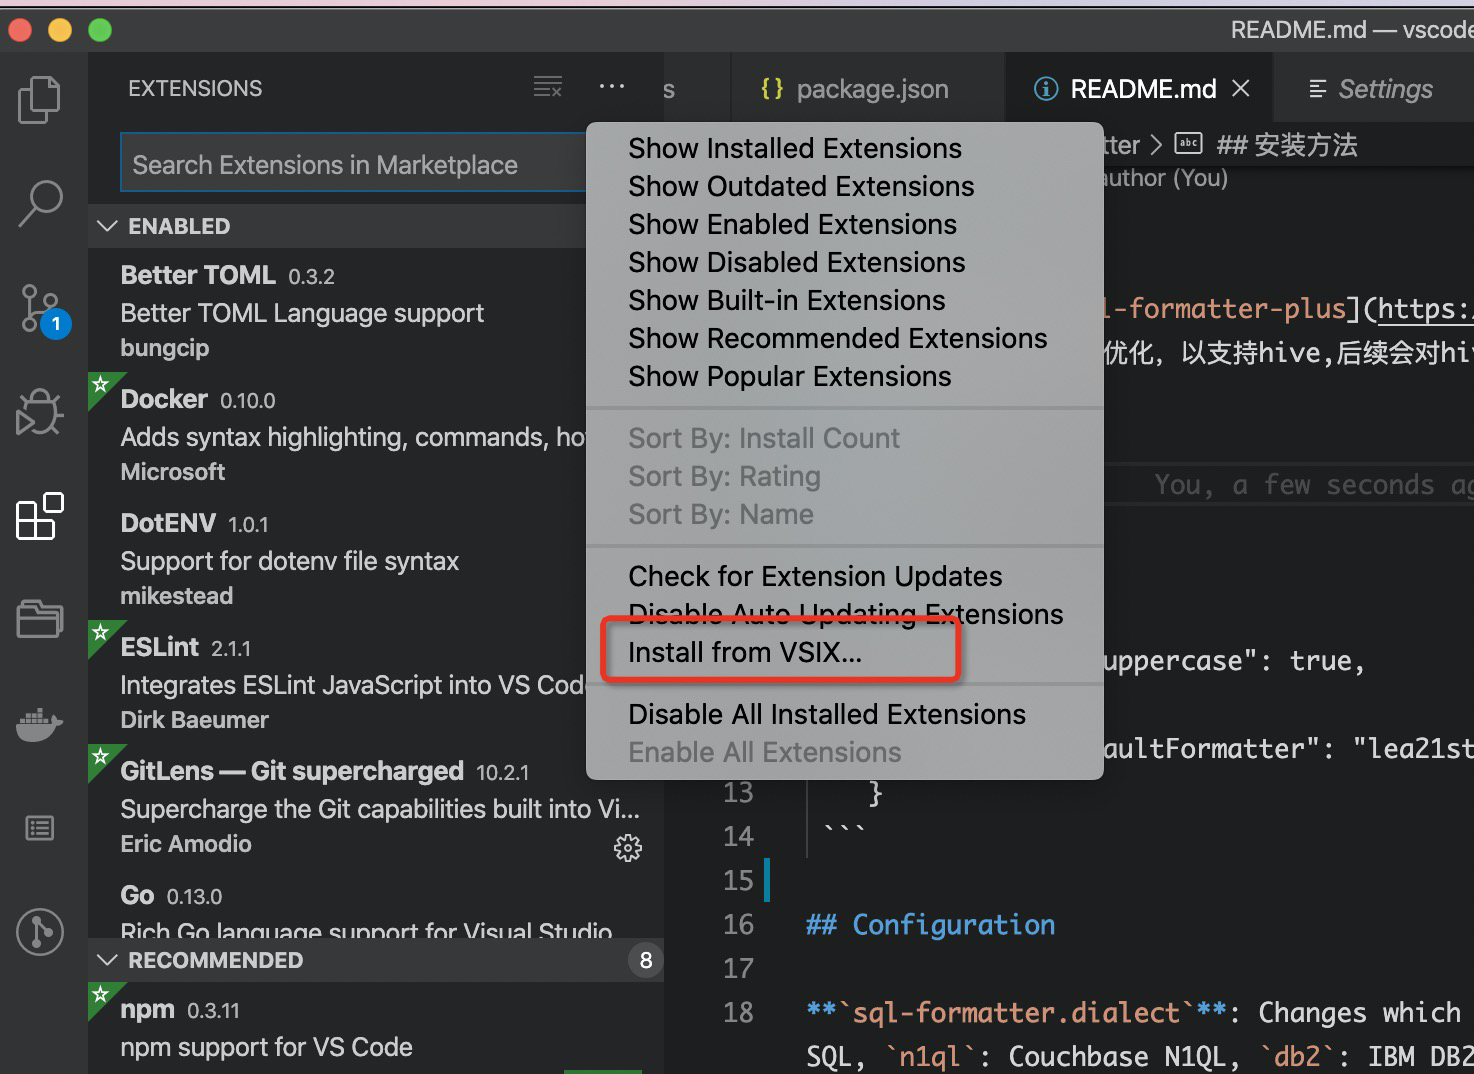 README.md — vscode
EXTENSIONS
s
{} package.json
README.md
Settings
Search Extensions in Marketplace
tter > abc ## 安装方法
author (You)
ENABLED
Better TOML 0.3.2
Better TOML Language support
bungcip
Docker 0.10.0
Adds syntax highlighting, commands, ho
Microsoft
DotENV 1.0.1
Support for dotenv file syntax
mikestead
ESLint 2.1.1
Integrates ESLint JavaScript into VS Cod
Dirk Baeumer
GitLens — Git supercharged 10.2.1
Supercharge the Git capabilities built into Vi...
Eric Amodio
Go 0.13.0
Rich Go language support for Visual Studio
RECOMMENDED 8
npm 0.3.11
npm support for VS Code
1
Show Installed Extensions
Show Outdated Extensions
Show Enabled Extensions
Show Disabled Extensions
Show Built-in Extensions
Show Recommended Extensions
Show Popular Extensions
Sort By: Install Count
Sort By: Rating
Sort By: Name
Check for Extension Updates
Disable Auto Updating Extensions
Install from VSIX...
Disable All Installed Extensions
Enable All Extensions
l-formatter-plus](https:
优化，以支持hive,后续会对hi
You, a few seconds ag
uppercase": true,
aultFormatter": "lea21st
13 }
14 ```
15
16 ## Configuration
17
18 **`sql-formatter.dialect`**: Changes which
SQL, `n1ql`: Couchbase N1QL, `db2`: IBM DB2